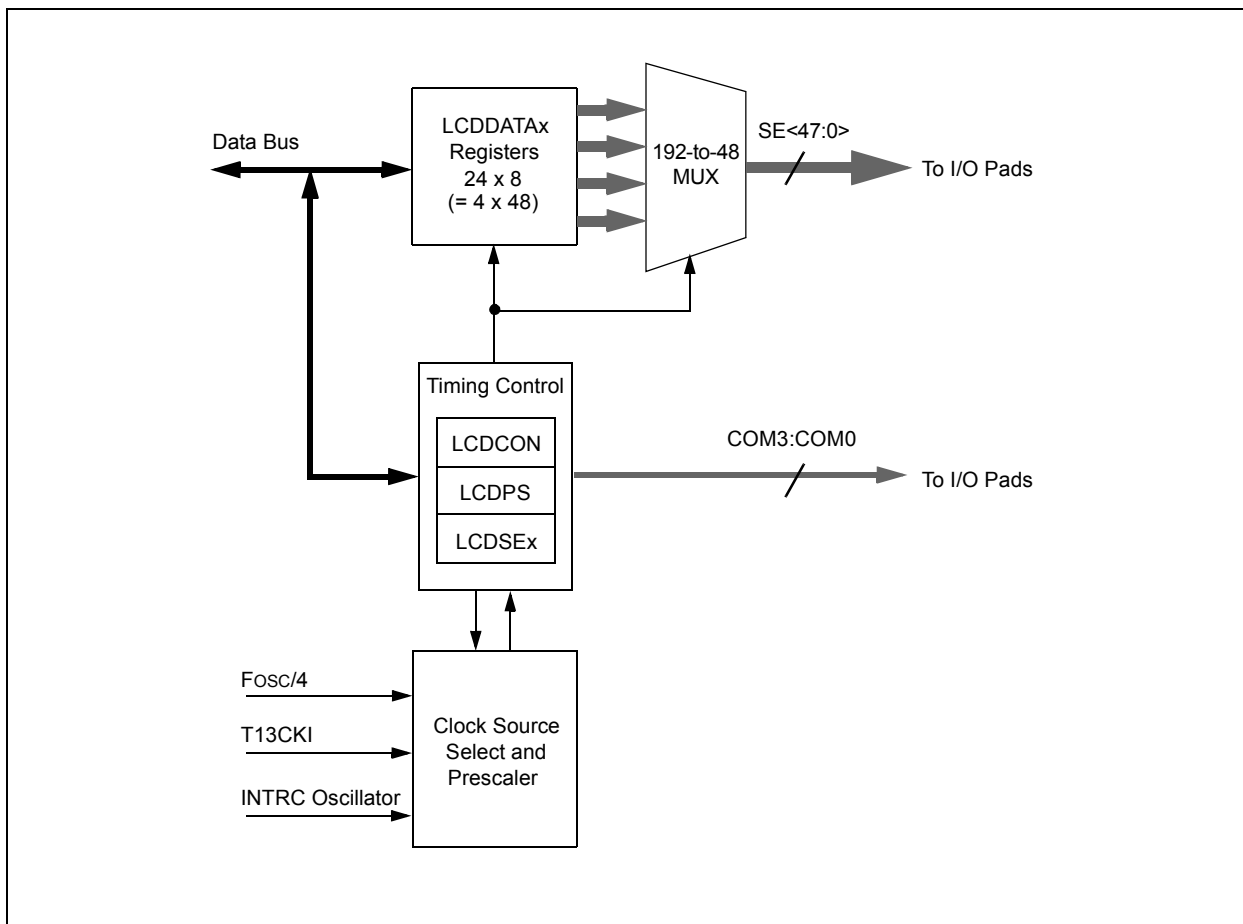 Data Bus
LCDDATAx
Registers
24 x 8
(= 4 x 48)
192-to-48
MUX
SE<47:0>
To I/O Pads
Timing Control
LCDCON
LCDPS
LCDSEx
COM3:COM0
To I/O Pads
FOSC/4
T13CKI
INTRC Oscillator
Clock Source
Select and
Prescaler